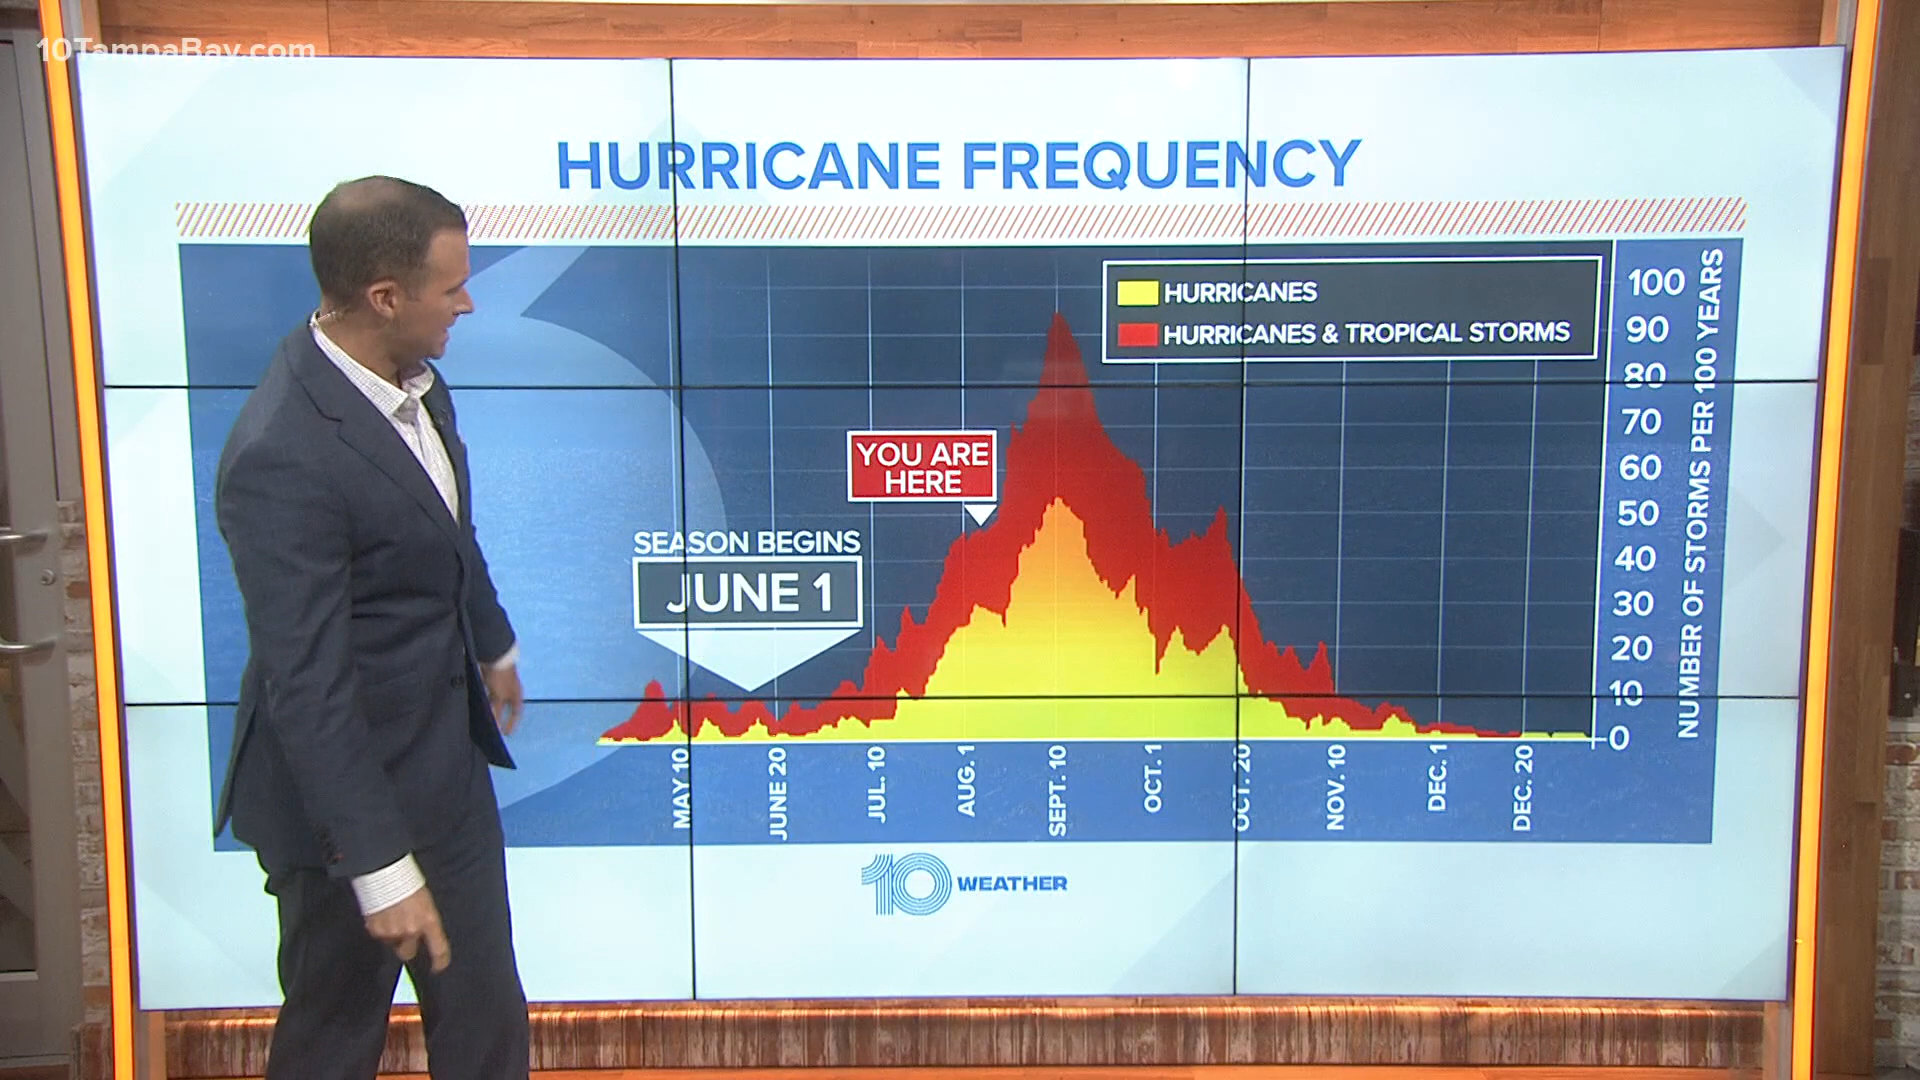 10TampaBay.com
HURRICANE FREQUENCY
HURRICANES
HURRICANES & TROPICAL STORMS
YOU ARE
HERE
SEASON BEGINS
JUNE 1
100
90
80
70
60
50
40
30
20
10
0
NUMBER OF STORMS PER 100 YEARS
MAY 10
JUNE 20
JUL. 10
AUG. 1
SEPT. 10
OCT. 1
OCT. 20
NOV. 10
DEC. 1
DEC. 20
10 WEATHER